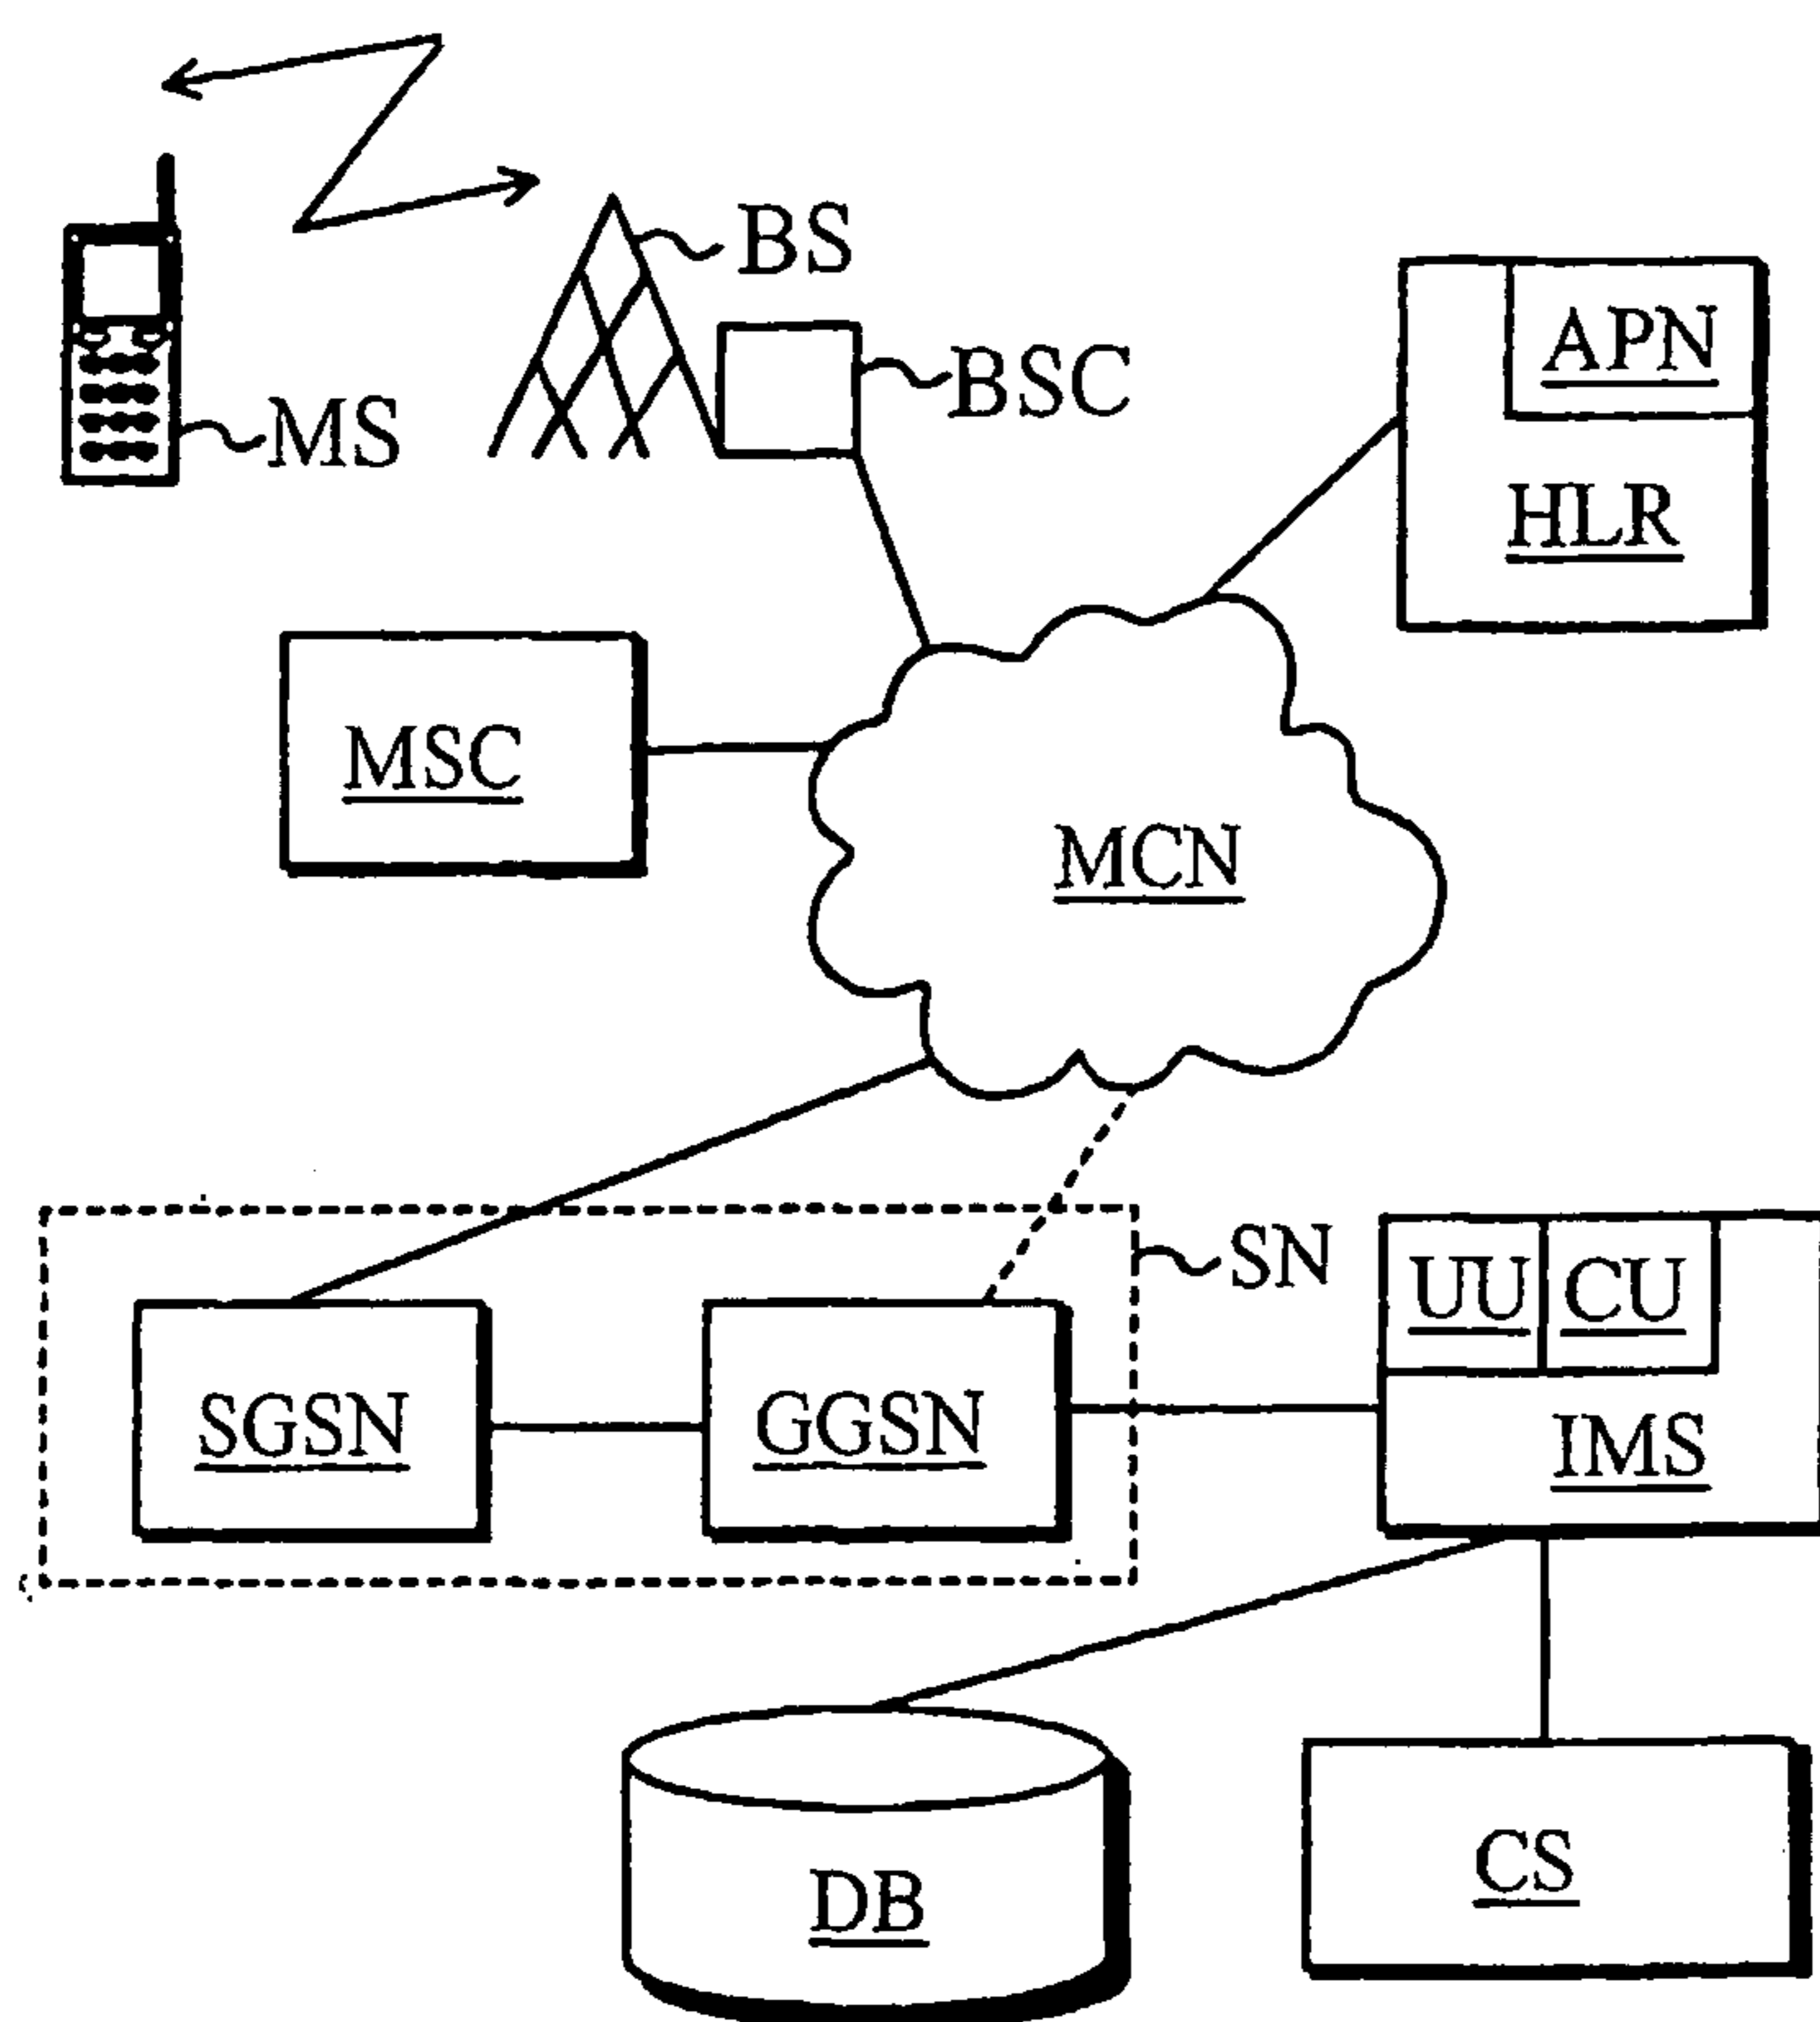 BS
APN
BSC
MS
HLR
MSC
MCN
SN
UU CU
SGSN
GGSN
IMS
DB
CS